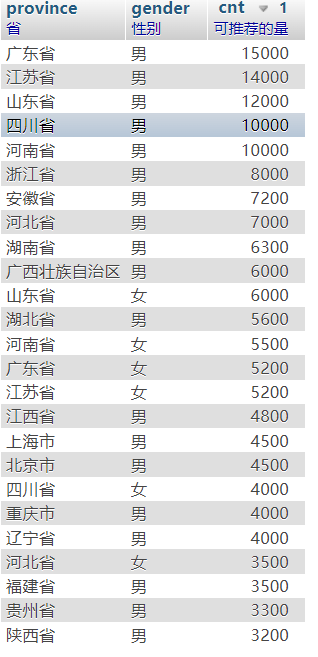 province gender cnt 1
省 性别 可推荐的量
广东省 男 15000
江苏省 男 14000
山东省 男 12000
四川省 男 10000
河南省 男 10000
浙江省 男 8000
安徽省 男 7200
河北省 男 7000
湖南省 男 6300
广西壮族自治区 男 6000
山东省 女 6000
湖北省 男 5600
河南省 女 5500
广东省 女 5200
江苏省 女 5200
江西省 男 4800
上海市 男 4500
北京市 男 4500
四川省 女 4000
重庆市 男 4000
辽宁省 男 4000
河北省 女 3500
福建省 男 3500
贵州省 男 3300
陕西省 男 3200